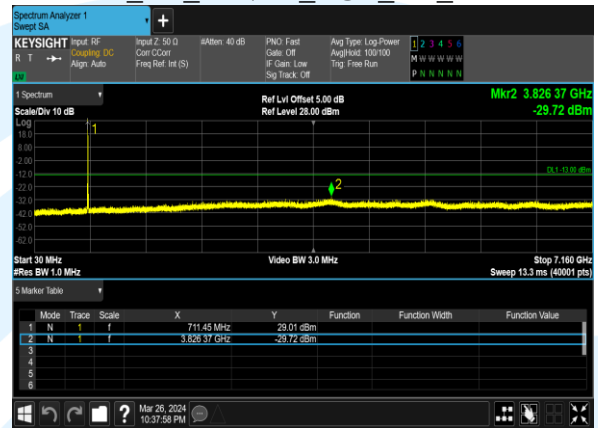 Spectrum Analyzer 1
Swept SA
KEYSIGHT Input: RF Input Z: 50 Ω #Atten: 40 dB PNO: Fast Avg Type: Log-Power 1 2 3 4 5 6
R T Coupling: DC Corr CCorr Gate: Off Avg|Hold: 100/100 M W W W W W
Align: Auto Freq Ref: Int (S) IF Gain: Low Trig: Free Run
Sig Track: Off P N N N N N
LV
1 Spectrum Ref Lvl Offset 5.00 dB Mkr2 3.826 37 GHz
Scale/Div 10 dB Ref Level 28.00 dBm -29.72 dBm
Log
18.0
8.00
-2.00
-12.0
-22.0
-32.0
-42.0
-52.0
-62.0
1
DL1 -13.00 dBm
2
Start 30 MHz Video BW 3.0 MHz Stop 7.160 GHz
#Res BW 1.0 MHz Sweep 13.3 ms (40001 pts)
5 Marker Table
Mode Trace Scale X Y Function Function Width Function Value
1 N 1 f 711.45 MHz 29.01 dBm
2 N 1 f 3.826 37 GHz -29.72 dBm
3
4
5
6
? Mar 26, 2024
10:37:58 PM